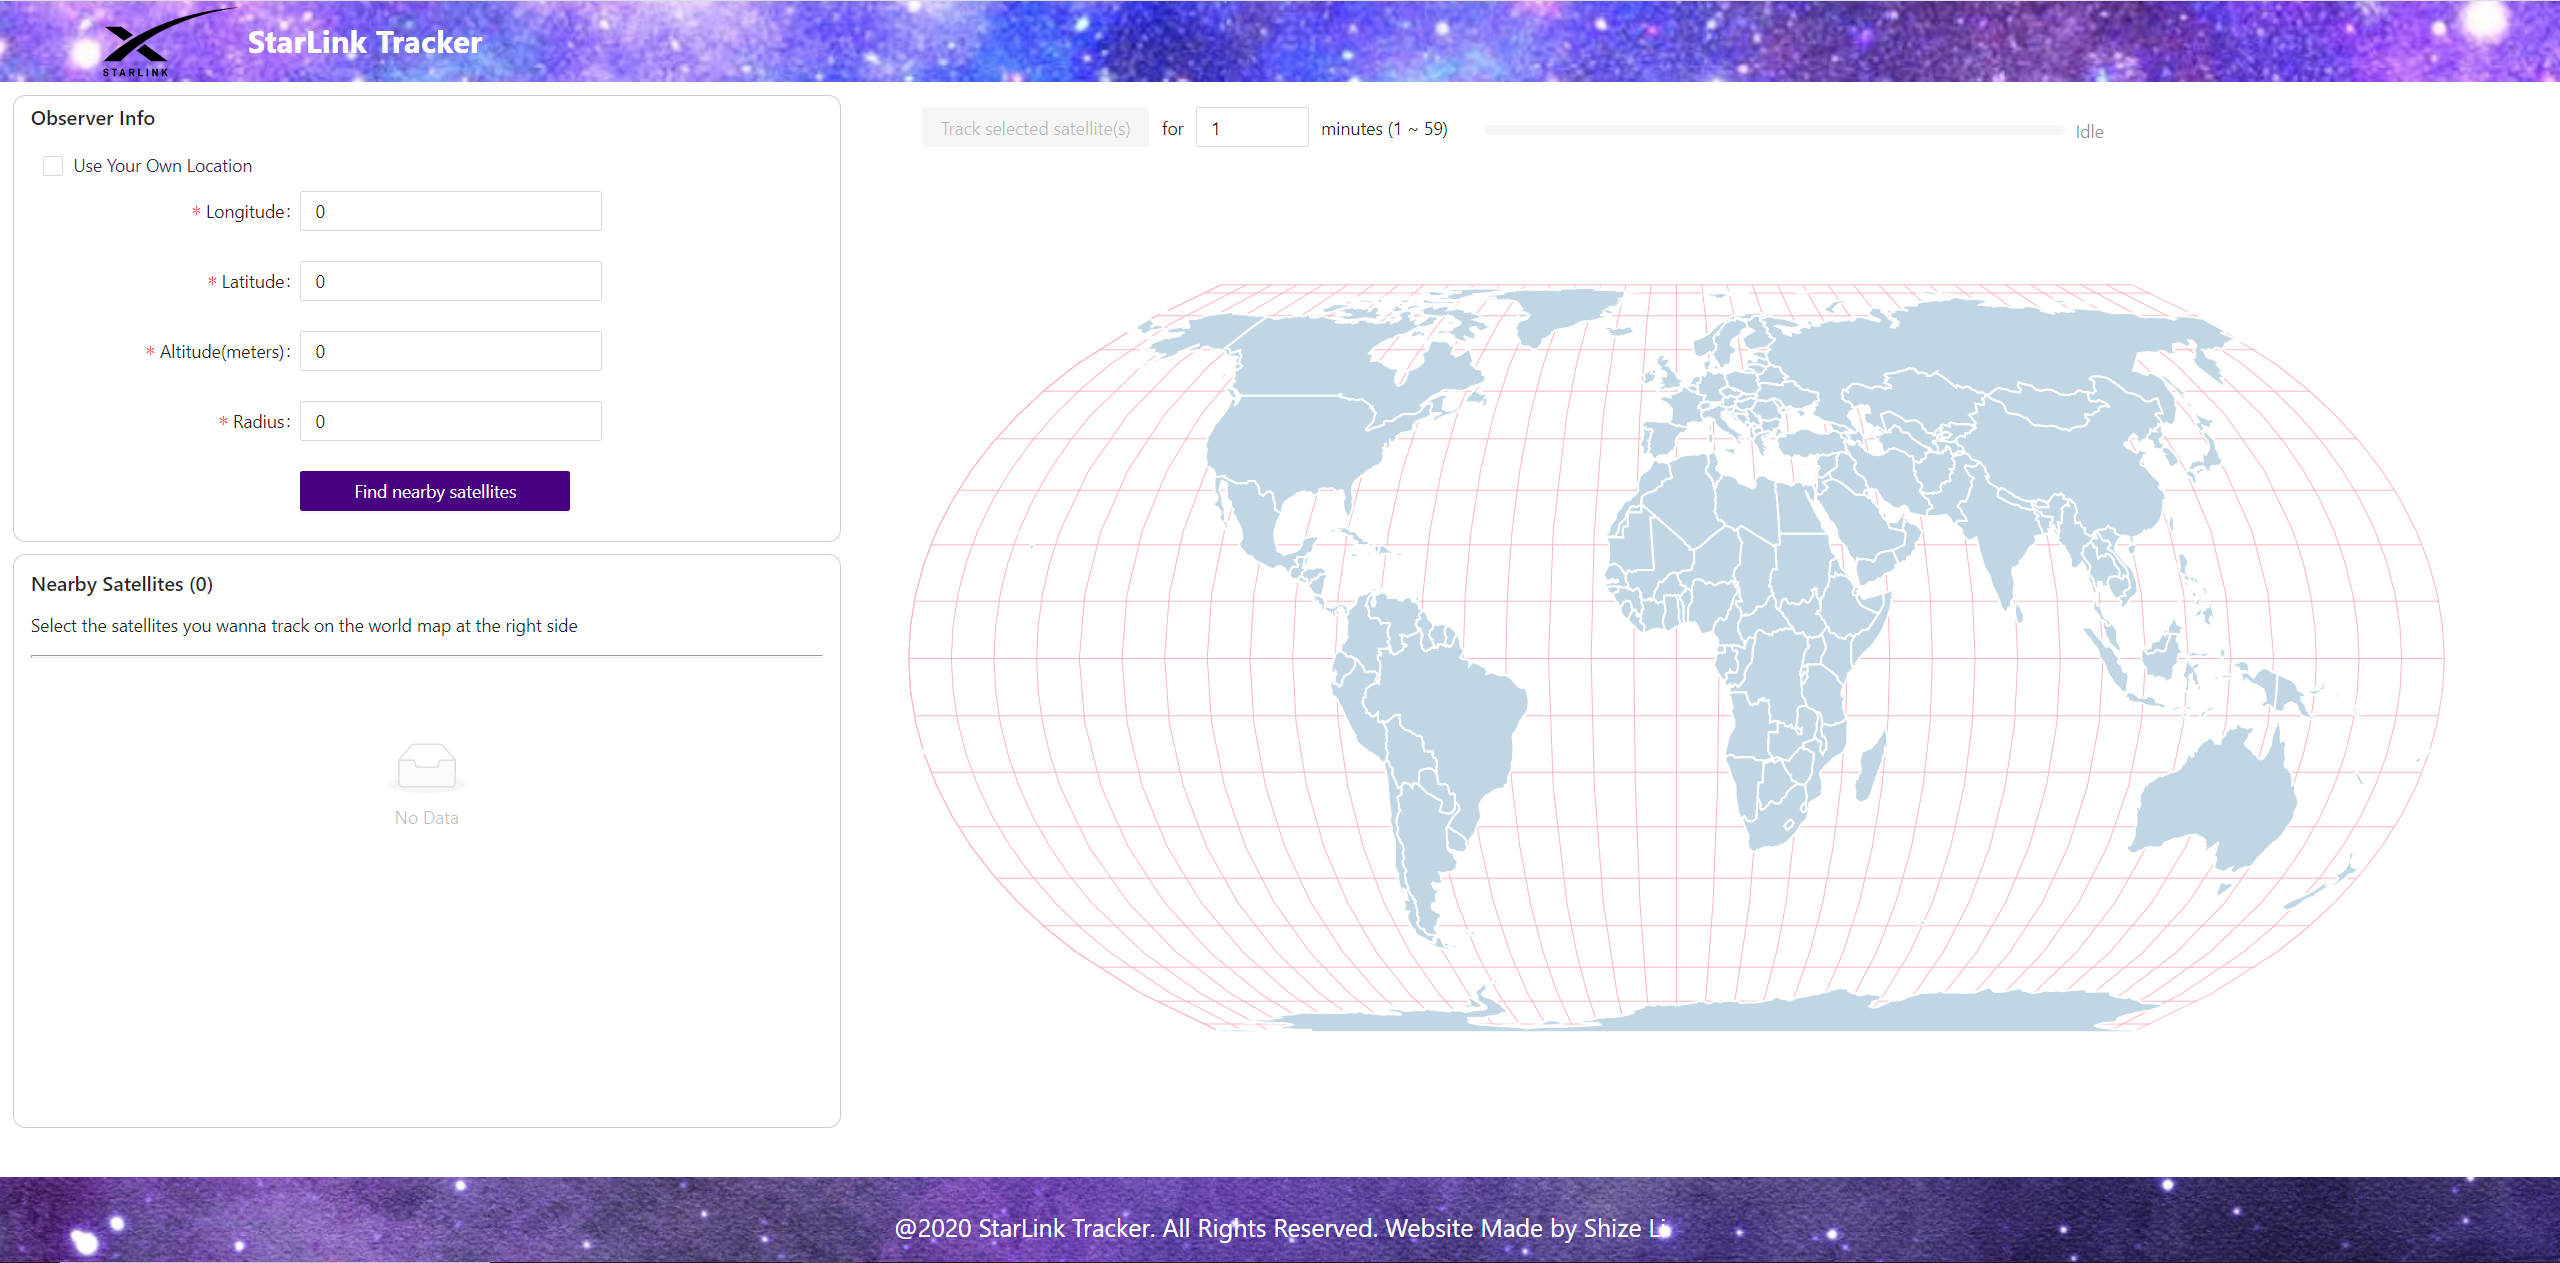 STARLINK
StarLink Tracker
Observer Info
Use Your Own Location
* Longitude: 0
* Latitude: 0
* Altitude(meters): 0
* Radius: 0
Find nearby satellites
Nearby Satellites (0)
Select the satellites you wanna track on the world map at the right side
No Data
Track selected satellite(s) for 1 minutes (1 ~ 59) Idle
@2020 StarLink Tracker. All Rights Reserved. Website Made by Shize Li